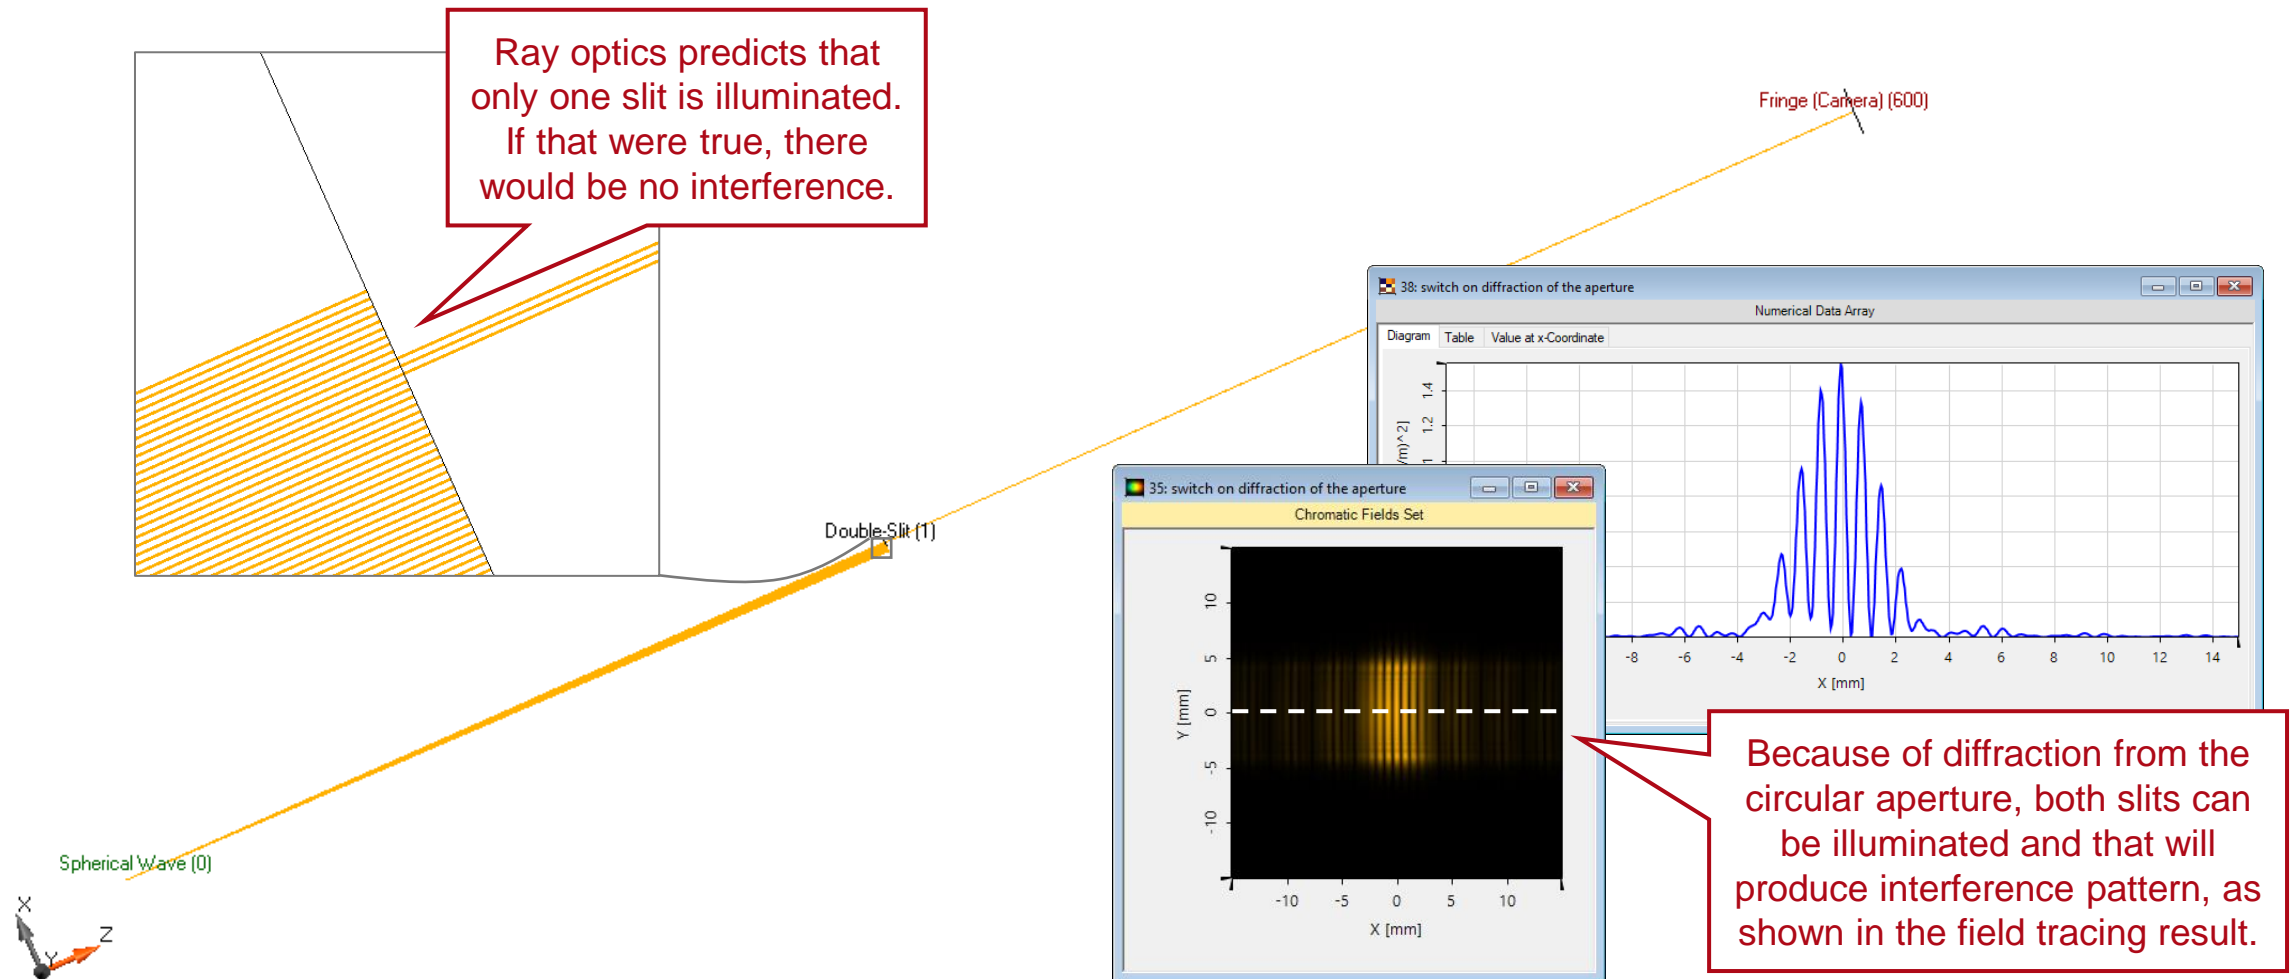 Ray optics predicts that
only one slit is illuminated.
If that were true, there
would be no interference.
Fringe (Camera) (600)
38: switch on diffraction of the aperture
Numerical Data Array
Diagram Table Value at x-Coordinate
1.4
1.2
1
/m)^2]
-8 -6 -4 -2 0 2 4 6 8 10 12 14
X [mm]
35: switch on diffraction of the aperture
Chromatic Fields Set
10
5
0
-5
-10
Y [mm]
-10 -5 0 5 10
X [mm]
Double-Slit (1)
Because of diffraction from the
circular aperture, both slits can
be illuminated and that will
produce interference pattern, as
shown in the field tracing result.
Spherical Wave (0)
X
Y
Z